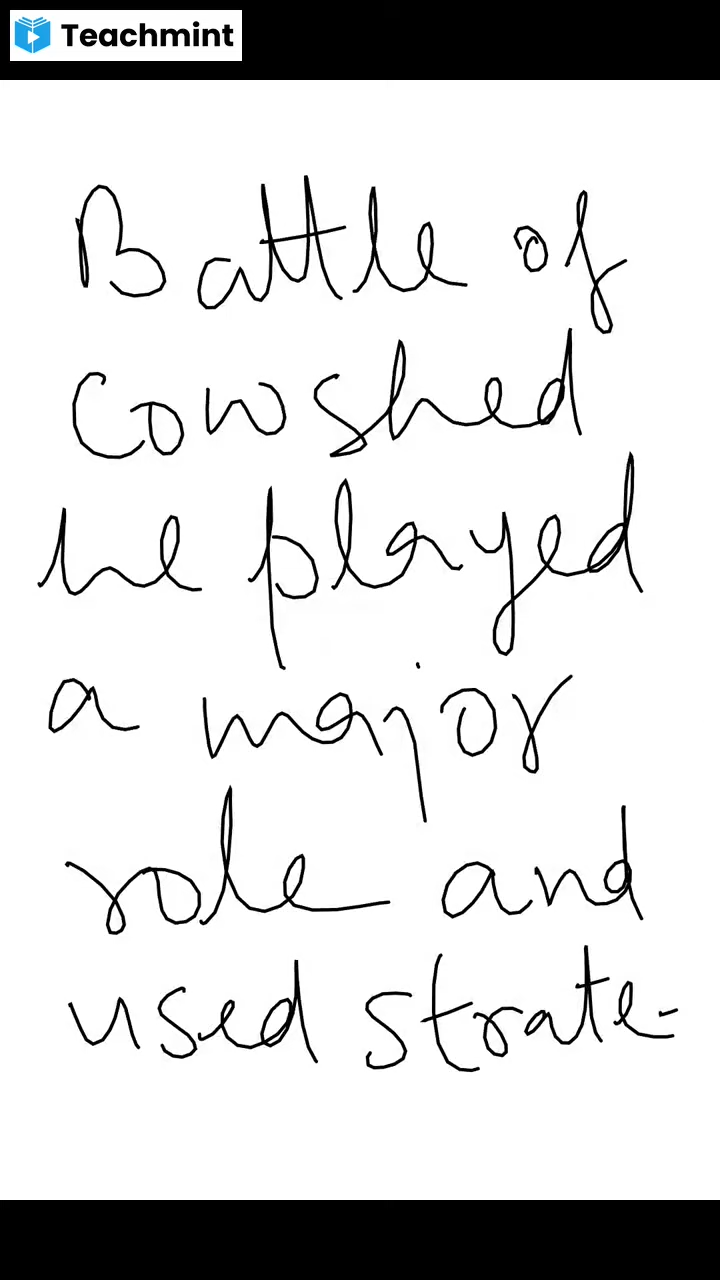 Teachmint
Battle of
cowshed
he played
a major
role and
used strate-